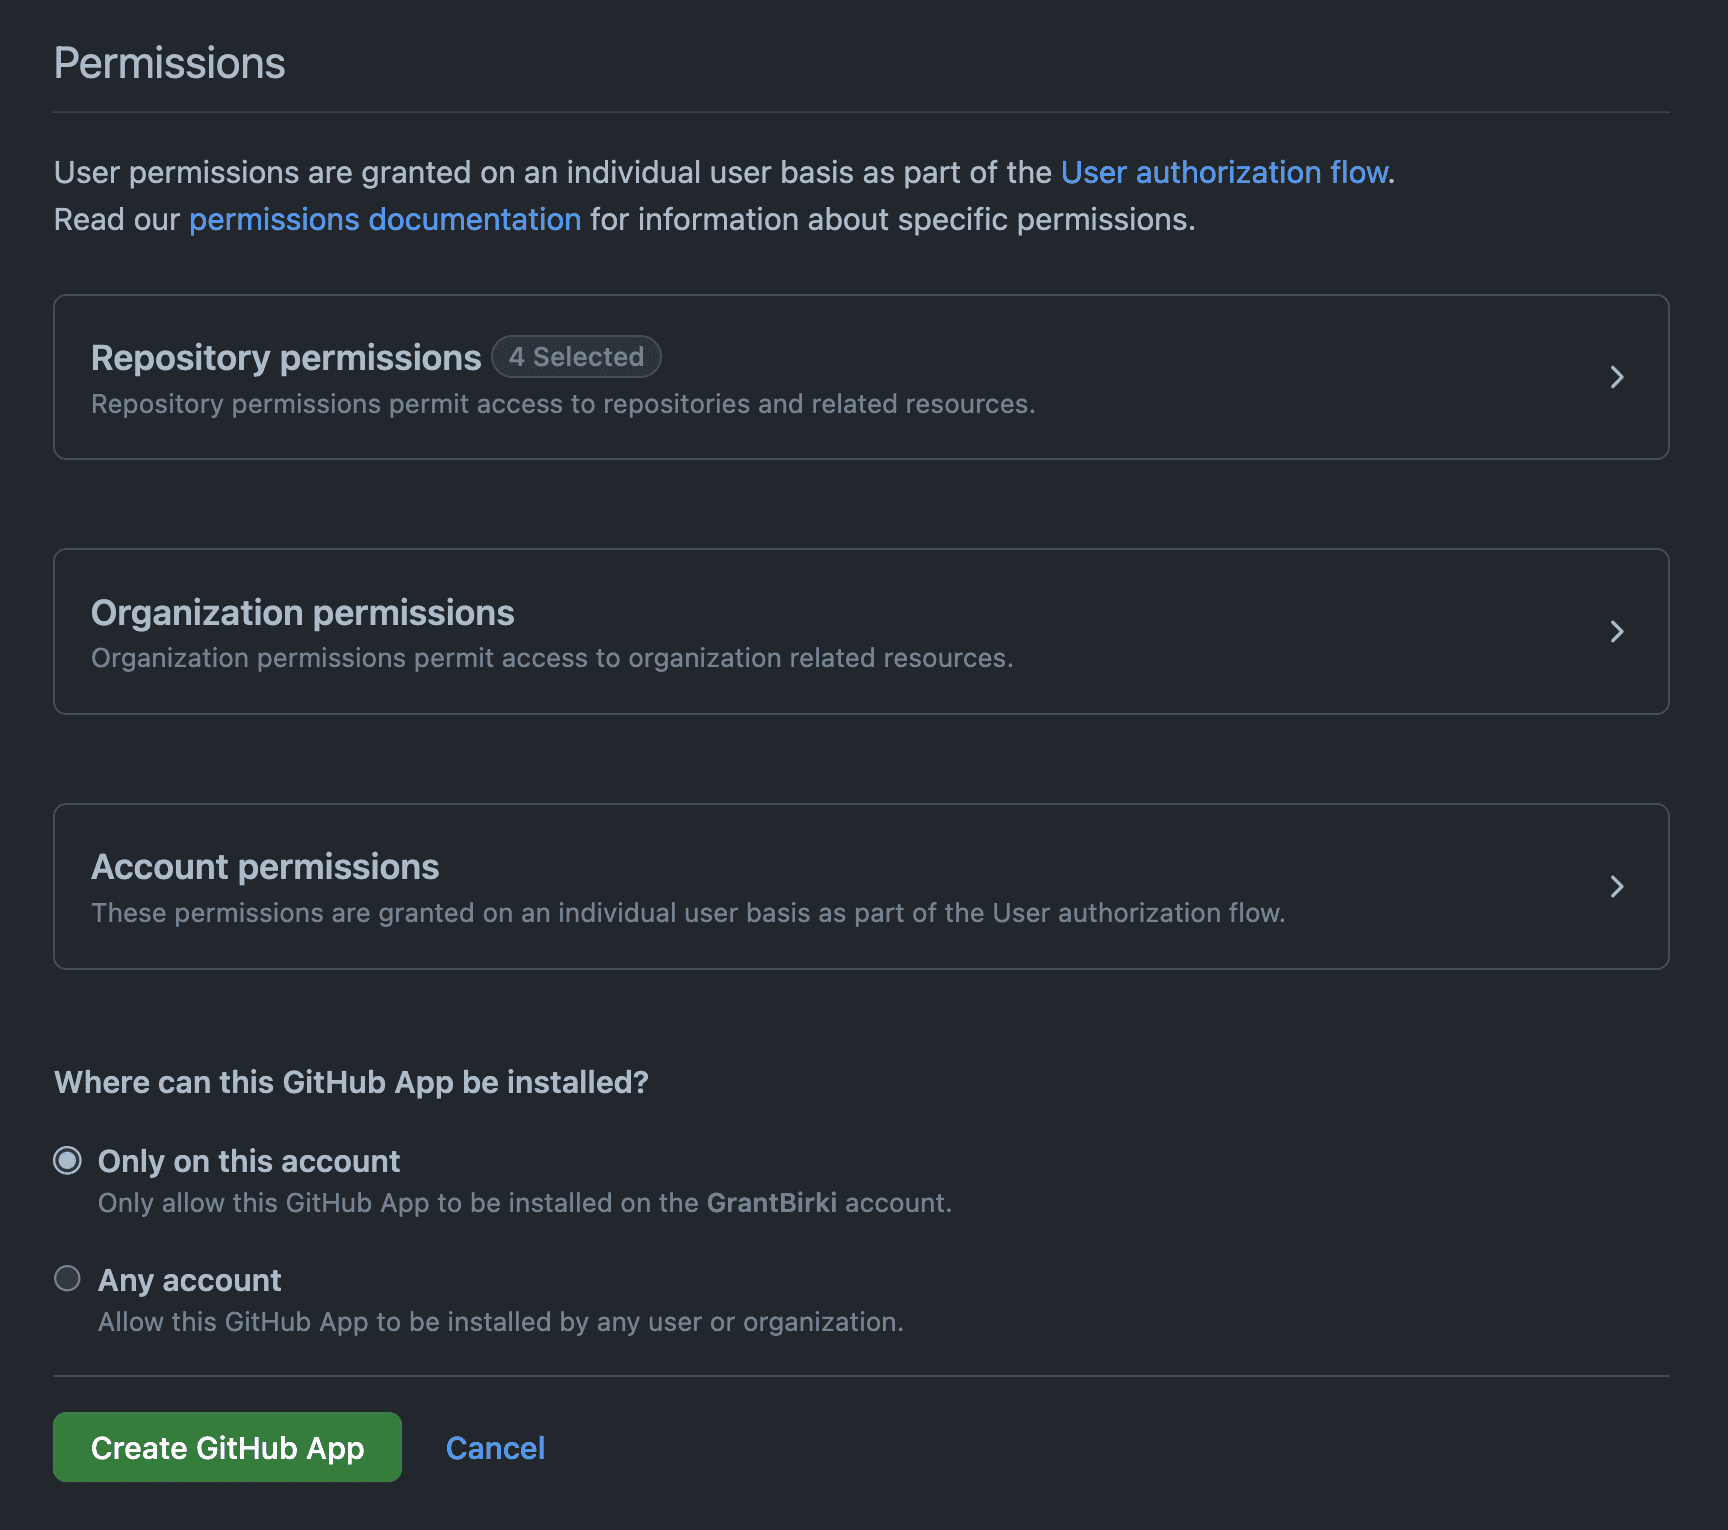 Permissions
User permissions are granted on an individual user basis as part of the User authorization flow.
Read our permissions documentation for information about specific permissions.
Repository permissions 4 Selected
Repository permissions permit access to repositories and related resources.
Organization permissions
Organization permissions permit access to organization related resources.
Account permissions
These permissions are granted on an individual user basis as part of the User authorization flow.
Where can this GitHub App be installed?
Only on this account
Only allow this GitHub App to be installed on the GrantBirki account.
Any account
Allow this GitHub App to be installed by any user or organization.
Create GitHub App Cancel